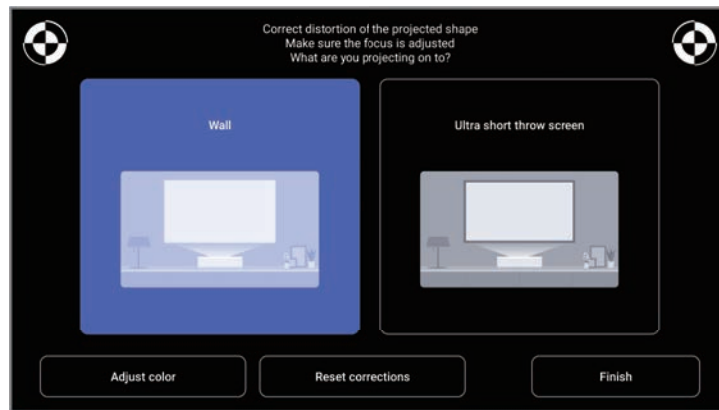 Correct distortion of the projected shape
Make sure the focus is adjusted
What are you projecting on to?
Wall
Ultra short throw screen
Adjust color
Reset corrections
Finish